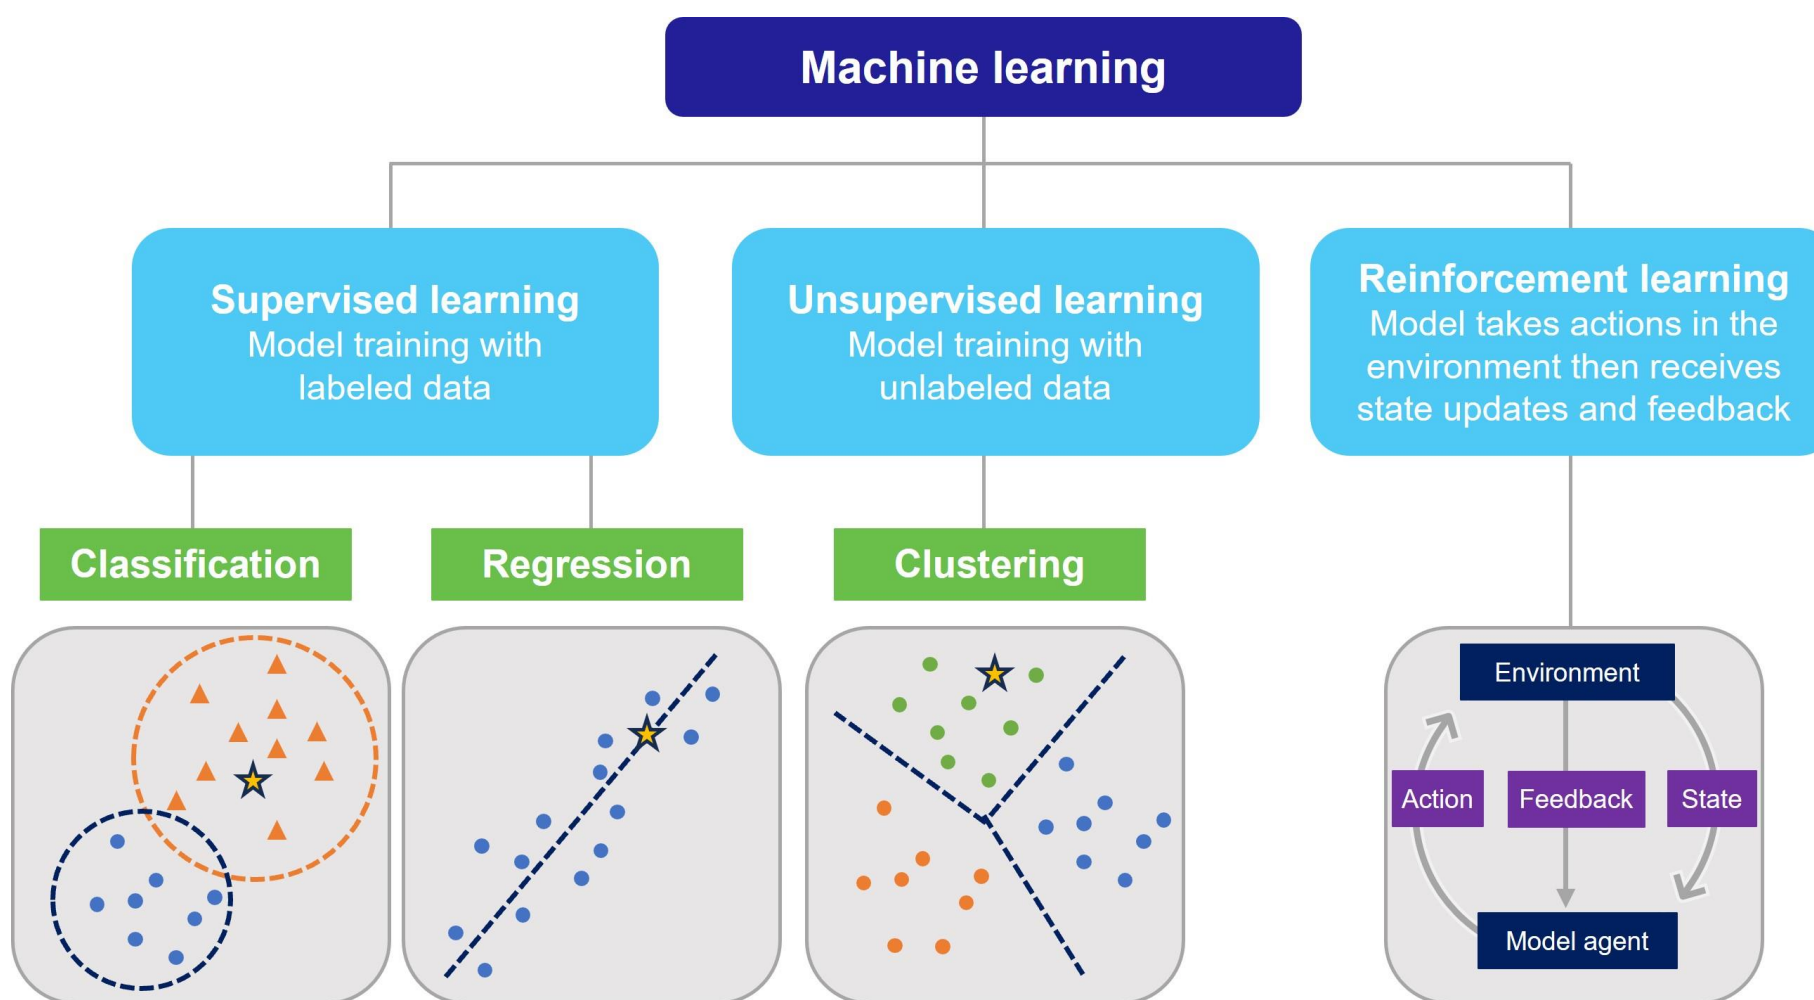 Machine learning
Supervised learning
Model training with
labeled data
Unsupervised learning
Model training with
unlabeled data
Reinforcement learning
Model takes actions in the
environment then receives
state updates and feedback
Classification
Regression
Clustering
Environment
Action
Feedback
State
Model agent